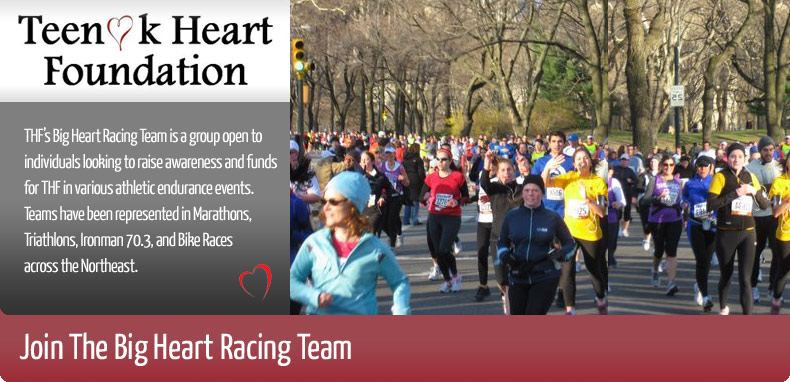 Teen k Heart
Foundation
THF's Big Heart Racing Team is a group open to
individuals looking to raise awareness and funds
for THF in various athletic endurance events.
Teams have been represented in Marathons,
Triathlons, Ironman 70.3, and Bike Races
across the Northeast.
25
Join The Big Heart Racing Team